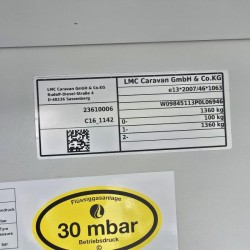 LMC Caravan GmbH & Co.KG
Rudolf-Diesel-Straße 4
D-48336 Sassenberg
23610006
C16_1142
LMC Caravan GmbH & Co.KG
e13*2007/46*1063
W09845113P0L06946
1360 kg
0- 100 kg
1- 1360 kg
2-
Flüssiggasanlage
30 mbar
Betriebsdruck
bar